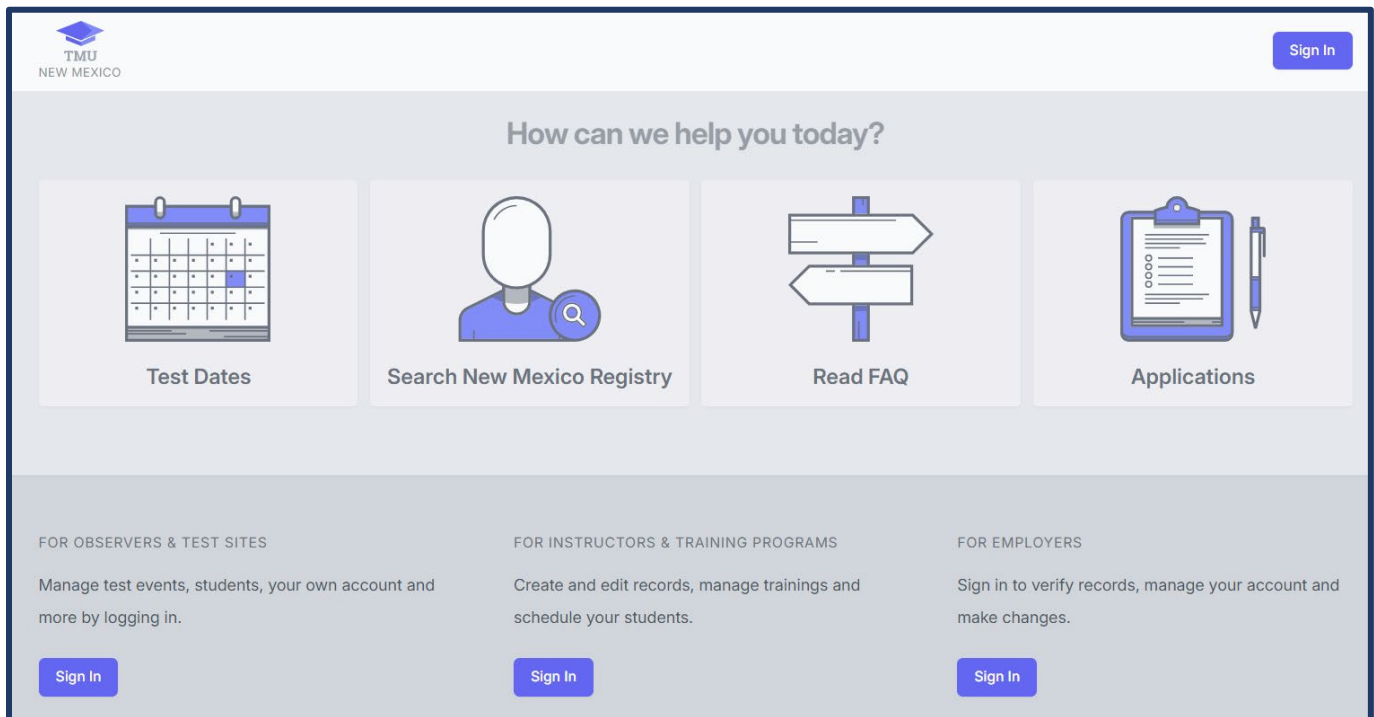 TMU
NEW MEXICO
Sign In
How can we help you today?
Test Dates
Search New Mexico Registry
Read FAQ
Applications
FOR OBSERVERS & TEST SITES
Manage test events, students, your own account and
more by logging in.
Sign In
FOR INSTRUCTORS & TRAINING PROGRAMS
Create and edit records, manage trainings and
schedule your students.
Sign In
FOR EMPLOYERS
Sign in to verify records, manage your account and
make changes.
Sign In